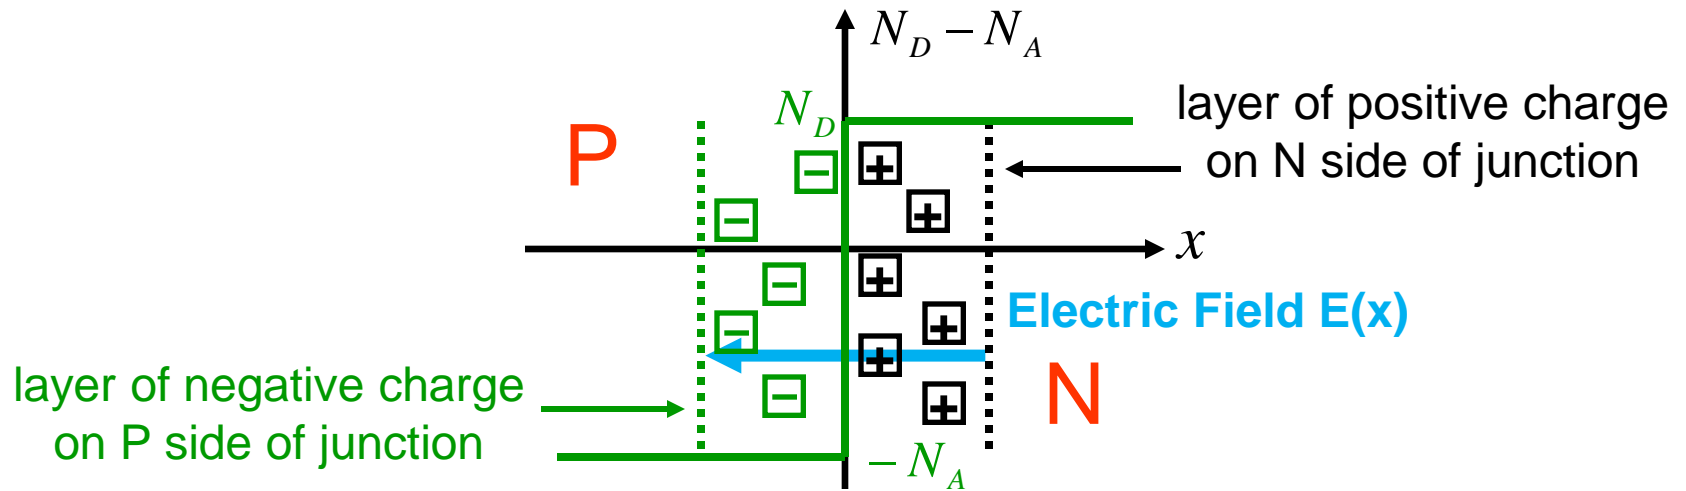 N_D − N_A
N_D
layer of positive charge
on N side of junction
P
x
Electric Field E(x)
layer of negative charge
on P side of junction
N
− N_A